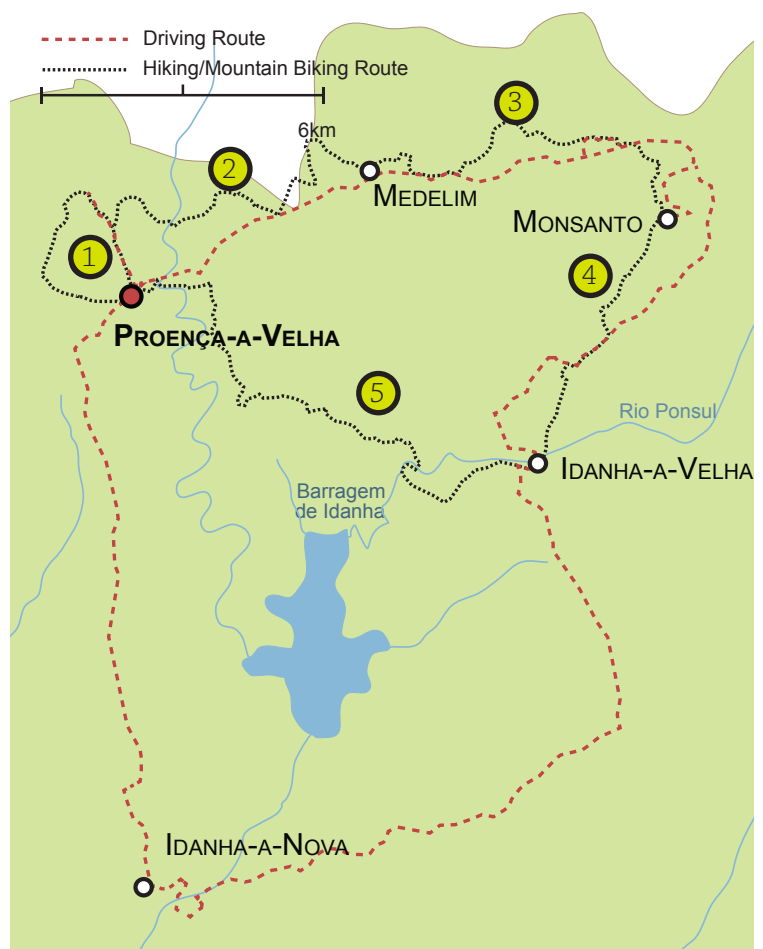 Driving Route
Hiking/Mountain Biking Route
6km
3
2
MEDELIM
MONSANTO
1
4
PROENÇA-A-VELHA
5
Rio Ponsul
IDANHA-A-VELHA
Barragem
de Idanha
IDANHA-A-NOVA